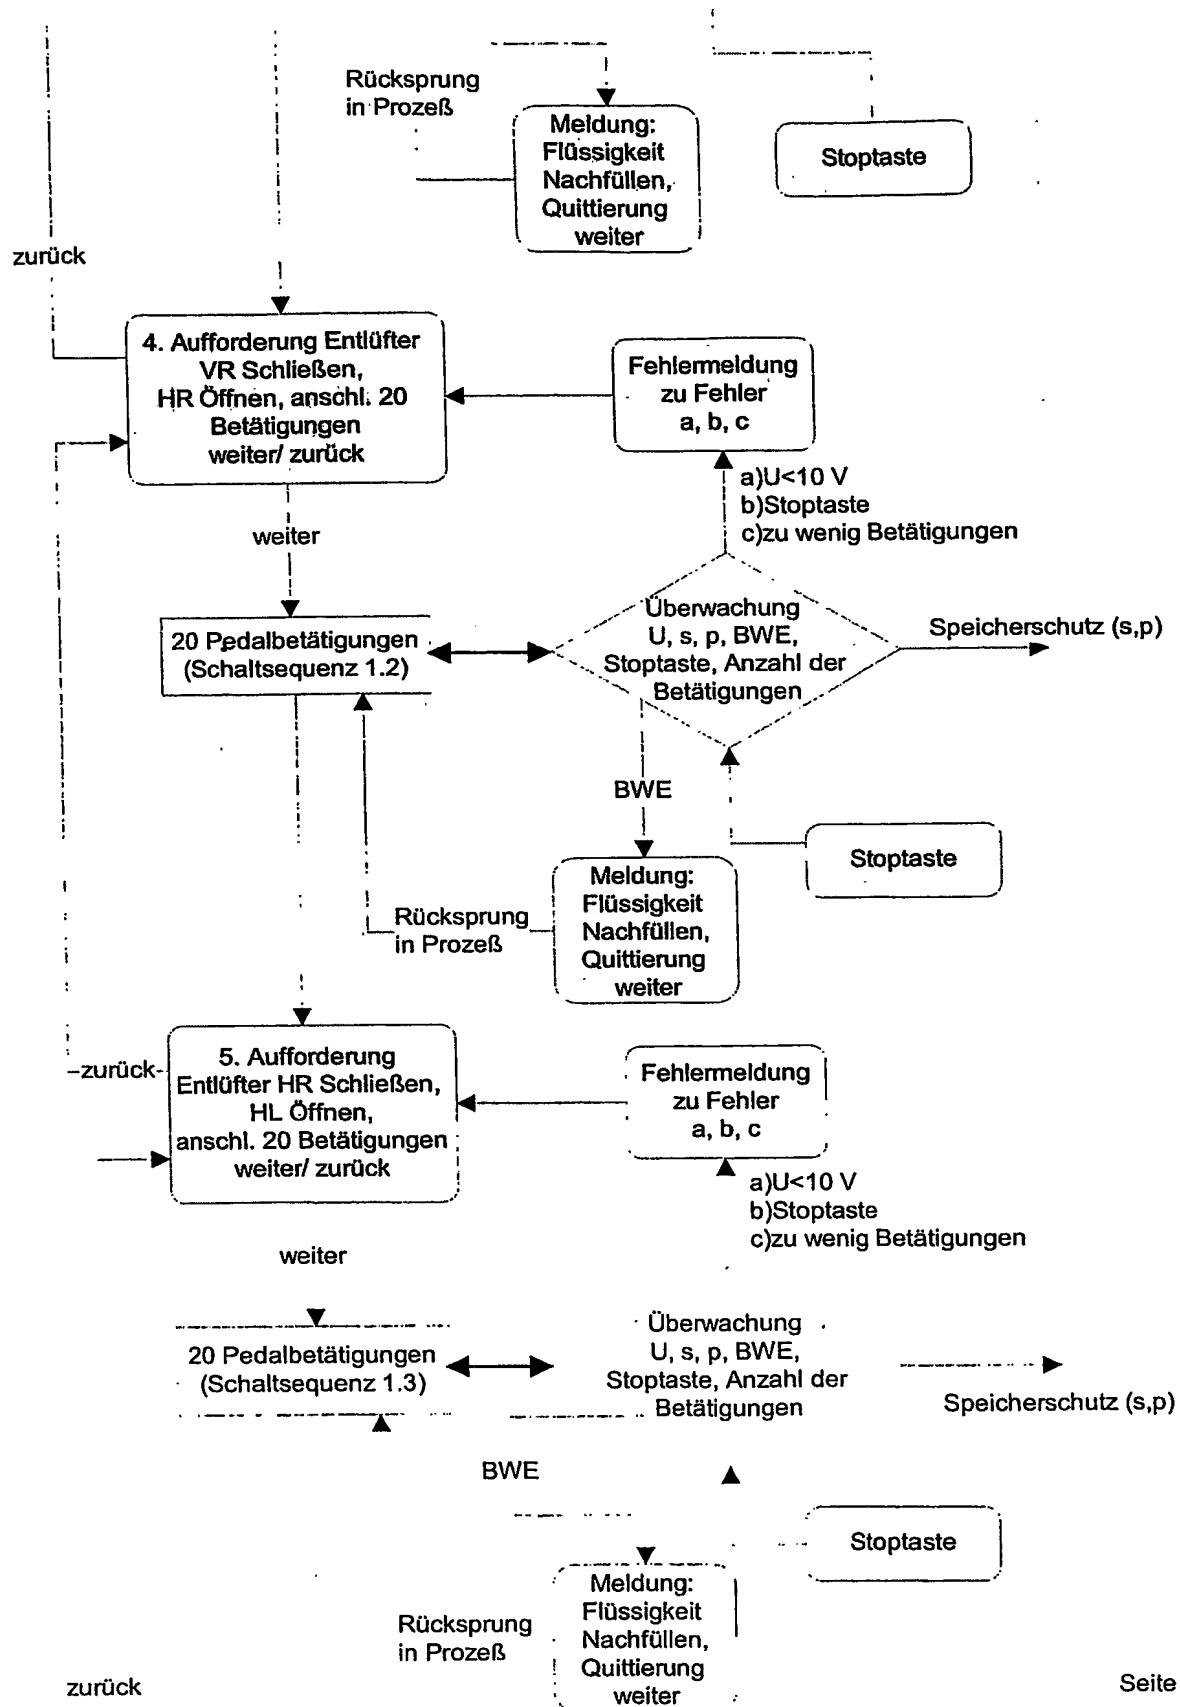 Rücksprung
in Prozeß
Meldung:
Flüssigkeit
Nachfüllen,
Quittierung
weiter
Stoptaste
zurück
4. Aufforderung Entlüfter
VR Schließen,
HR Öffnen, anschl. 20
Betätigungen
weiter/ zurück
Fehlermeldung
zu Fehler
a, b, c
a)U<10 V
b)Stoptaste
c)zu wenig Betätigungen
weiter
20 Pedalbetätigungen
(Schaltsequenz 1.2)
Überwachung
U, s, p, BWE,
Stoptaste, Anzahl der
Betätigungen
Speicherschutz (s,p)
BWE
Stoptaste
Meldung:
Flüssigkeit
Nachfüllen,
Quittierung
weiter
Rücksprung
in Prozeß
zurück
5. Aufforderung
Entlüfter HR Schließen,
HL Öffnen,
anschl. 20 Betätigungen
weiter/ zurück
Fehlermeldung
zu Fehler
a, b, c
a)U<10 V
b)Stoptaste
c)zu wenig Betätigungen
weiter
20 Pedalbetätigungen
(Schaltsequenz 1.3)
Überwachung
U, s, p, BWE,
Stoptaste, Anzahl der
Betätigungen
Speicherschutz (s,p)
BWE
Stoptaste
Meldung:
Flüssigkeit
Nachfüllen,
Quittierung
weiter
Rücksprung
in Prozeß
zurück
Seite